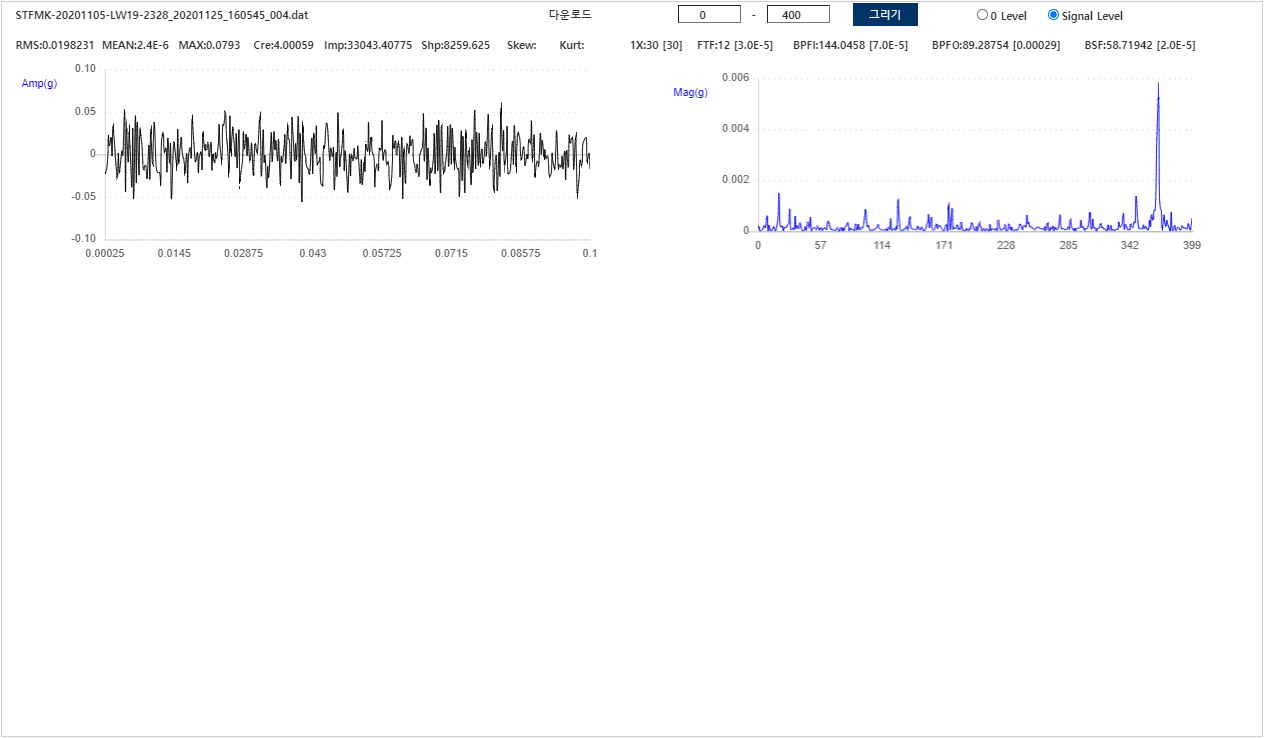 STFMK-20201105-LW19-2328_20201125_160545_004.dat 다운로드 0 - 400 그리기 0 Level Signal Level
RMS:0.0198231 MEAN:2.4E-6 MAX:0.0793 Cre:4.00059 Imp:33043.40775 Shp:8259.625 Skew: Kurt: 1X:30 [30] FTF:12 [3.0E-5] BPFI:144.0458 [7.0E-5] BPFO:89.28754 [0.00029] BSF:58.71942 [2.0E-5]
Amp(g)
0.10
0.05
0
-0.05
-0.10
0.00025 0.0145 0.02875 0.043 0.05725 0.0715 0.08575 0.1
Mag(g)
0.006
0.004
0.002
0
0 57 114 171 228 285 342 399